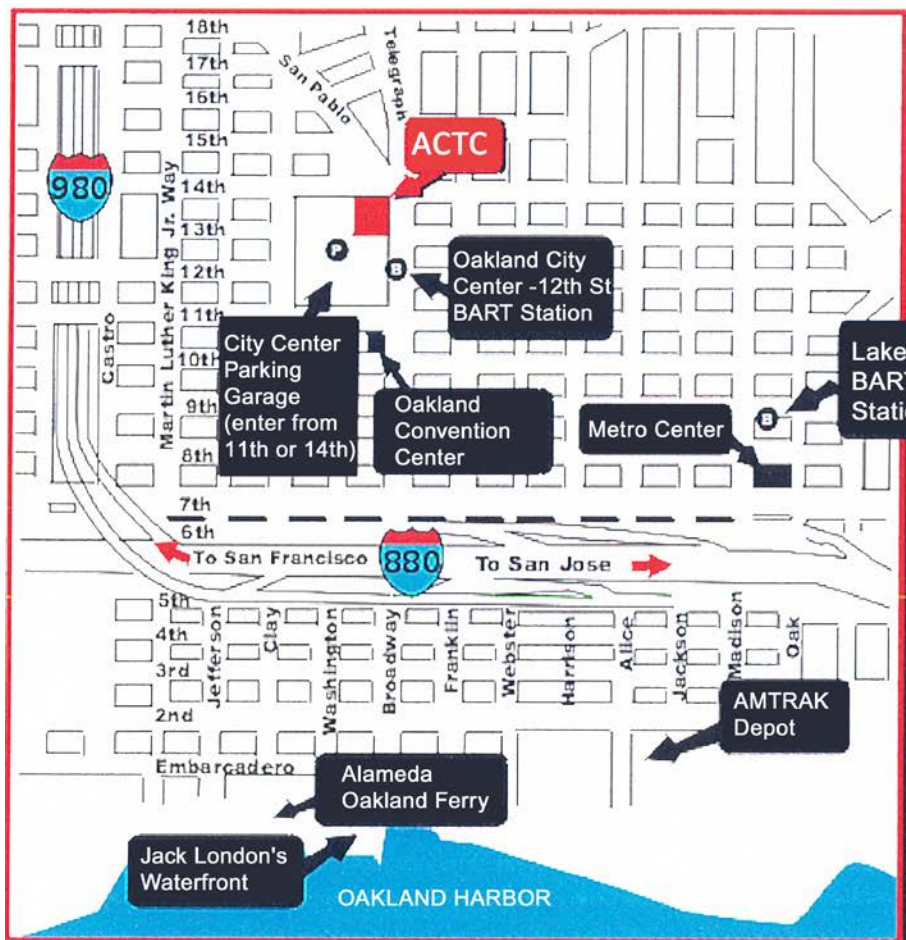 18th
17th
16th
15th
14th
13th
12th
11th
10th
9th
8th
7th
6th
5th
4th
3rd
2nd
Embarcadero
San Pablo
Telegraph
ACTC
980
Martin Luther King Jr. Way
Castro
P
B
Oakland City
Center -12th St
BART Station
City Center
Parking
Garage
(enter from
11th or 14th)
Oakland
Convention
Center
Metro Center
B
Lake
BART
Stati
To San Francisco
880
To San Jose
Jefferson
Clay
Washington
Broadway
Franklin
Webster
Harrison
Alice
Jackson
Madison
Oak
AMTRAK
Depot
Alameda
Oakland Ferry
Jack London's
Waterfront
OAKLAND HARBOR